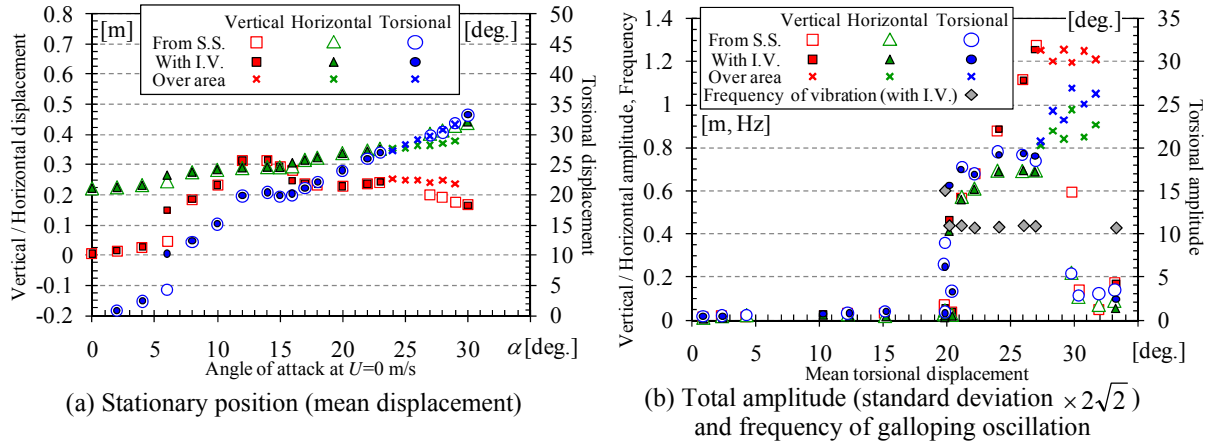 [m]
[deg.]
Vertical Horizontal Torsional
From S.S.
With I.V.
Over area
0.8
0.7
0.6
0.5
0.4
0.3
0.2
0.1
0
-0.1
-0.2
Vertical / Horizontal displacement
50
45
40
35
30
25
20
15
10
5
0
Torsional displacement
0 5 10 15 20 25 30 α [deg.]
Angle of attack at U=0 m/s
(a) Stationary position (mean displacement)
[deg.]
Vertical Horizontal Torsional
From S.S.
With I.V.
Over area
Frequency of vibration (with I.V.)
[m, Hz]
1.4
1.2
1
0.8
0.6
0.4
0.2
0
Vertical / Horizontal amplitude, Frequency
35
30
25
20
15
10
5
0
Torsional amplitude
0 10 20 30 [deg.]
Mean torsional displacement
(b) Total amplitude (standard deviation ×2√2)
and frequency of galloping oscillation